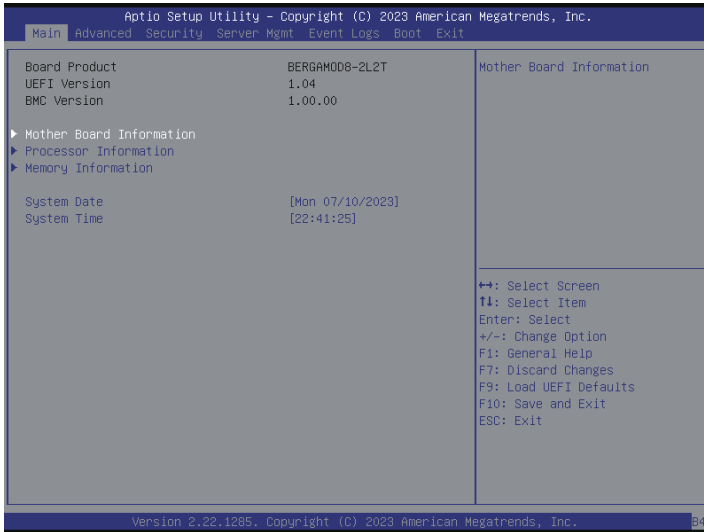 Aptio Setup Utility – Copyright (C) 2023 American Megatrends, Inc.
Main Advanced Security Server Mgmt Event Logs Boot Exit
Board Product BERGAMOD8-2L2T
UEFI Version 1.04
BMC Version 1.00.00
Mother Board Information
Processor Information
Memory Information
System Date [Mon 07/10/2023]
System Time [22:41:25]
Mother Board Information
↔: Select Screen
↑↓: Select Item
Enter: Select
+/-: Change Option
F1: General Help
F7: Discard Changes
F9: Load UEFI Defaults
F10: Save and Exit
ESC: Exit
Version 2.22.1285. Copyright (C) 2023 American Megatrends, Inc.
B4